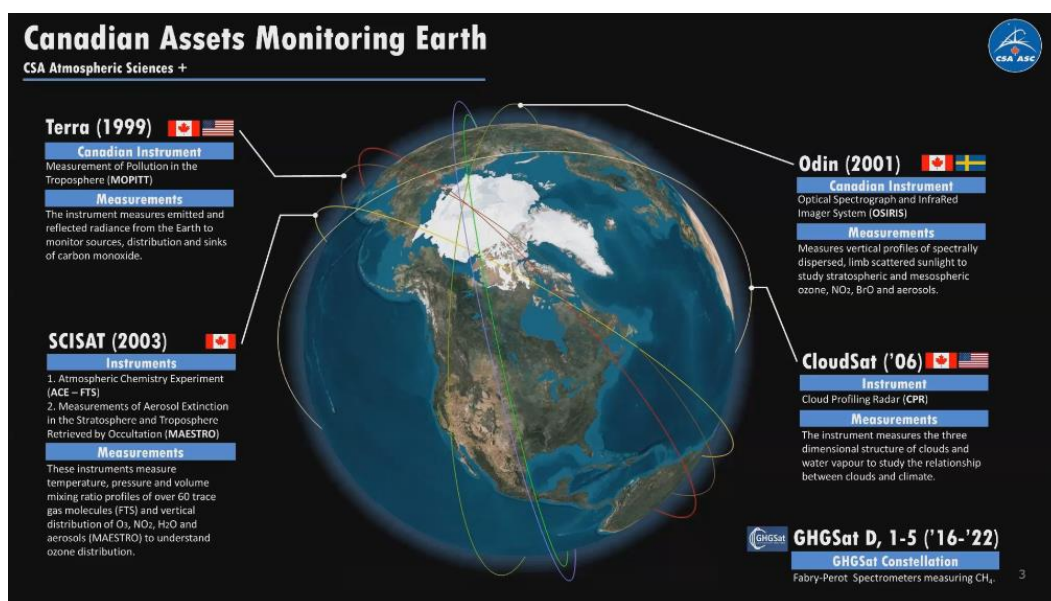 Canadian Assets Monitoring Earth
CSA Atmospheric Sciences +
CSA ASC
Terra (1999)
Canadian Instrument
Measurement of Pollution in the
Troposphere (MOPITT)
Measurements
The instrument measures emitted and
reflected radiance from the Earth to
monitor sources, distribution and sinks
of carbon monoxide.
SCISAT (2003)
Instruments
1. Atmospheric Chemistry Experiment
(ACE – FTS)
2. Measurements of Aerosol Extinction
in the Stratosphere and Troposphere
Retrieved by Occultation (MAESTRO)
Measurements
These instruments measure
temperature, pressure and volume
mixing ratio profiles of over 60 trace
gas molecules (FTS) and vertical
distribution of O₃, NO₂, H₂O and
aerosols (MAESTRO) to understand
ozone distribution.
Odin (2001)
Canadian Instrument
Optical Spectrograph and InfraRed
Imager System (OSIRIS)
Measurements
Measures vertical profiles of spectrally
dispersed, limb scattered sunlight to
study stratospheric and mesospheric
ozone, NO₂, BrO and aerosols.
CloudSat ('06)
Instrument
Cloud Profiling Radar (CPR)
Measurements
The instrument measures the three
dimensional structure of clouds and
water vapour to study the relationship
between clouds and climate.
GHGSat
GHGSat D, 1-5 ('16-'22)
GHGSat Constellation
Fabry-Perot Spectrometers measuring CH₄.
3